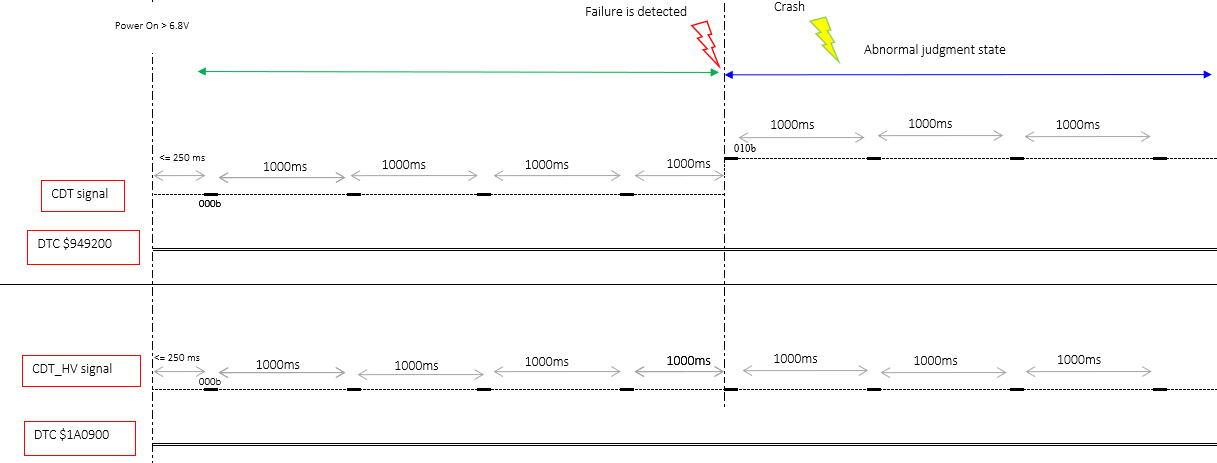 Failure is detected
Crash
Power On > 6.8V
Abnormal judgment state
1000ms
1000ms
1000ms
010b
<= 250 ms
1000ms
1000ms
1000ms
1000ms
CDT signal
000b
DTC $949200
<= 250 ms
1000ms
1000ms
1000ms
1000ms
1000ms
1000ms
1000ms
CDT_HV signal
000b
DTC $1A0900